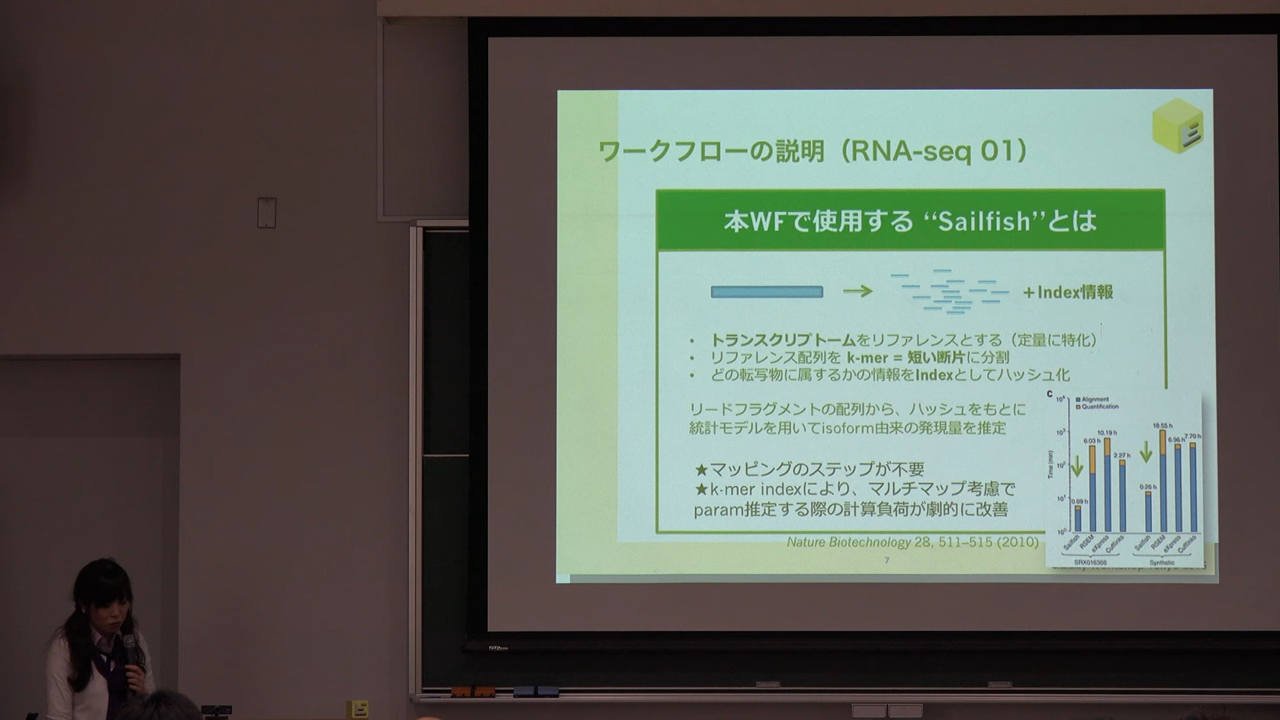 ワークフローの説明（RNA-seq 01）
本WFで使用する “Sailfish”とは
＋Index情報
• トランスクリプトームをリファレンスとする（定量に特化）
• リファレンス配列を k-mer = 短い断片に分割
• どの転写物に属するかの情報をIndexとしてハッシュ化
リードフラグメントの配列から、ハッシュをもとに
統計モデルを用いてisoform由来の発現量を推定
★マッピングのステップが不要
★k-mer indexにより、マルチマップ考慮で
param推定する際の計算負荷が劇的に改善
Nature Biotechnology 28, 511–515 (2010)
7
C
Alignment
Quantification
Time (min)
6.03 h
10.19 h
2.27 h
18.55 h
6.96 h
7.70 h
0.26 h
Sailfish
RSEM
eXpress
Cufflinks
Sailfish
RSEM
eXpress
Cufflinks
Synthetic